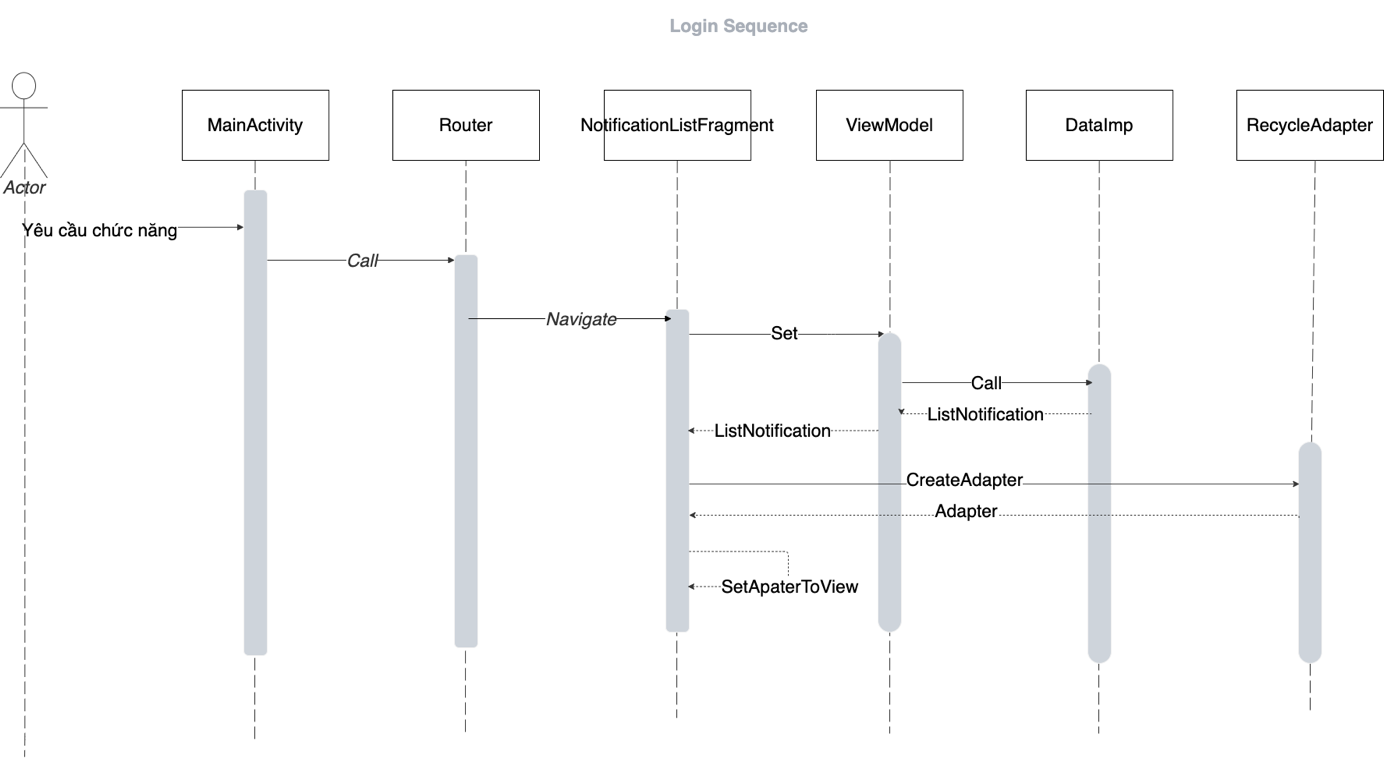 Login Sequence
MainActivity
Router
NotificationListFragment
ViewModel
DataImp
RecycleAdapter
Actor
Yêu cầu chức năng
Call
Navigate
Set
Call
ListNotification
ListNotification
CreateAdapter
Adapter
SetApaterToView